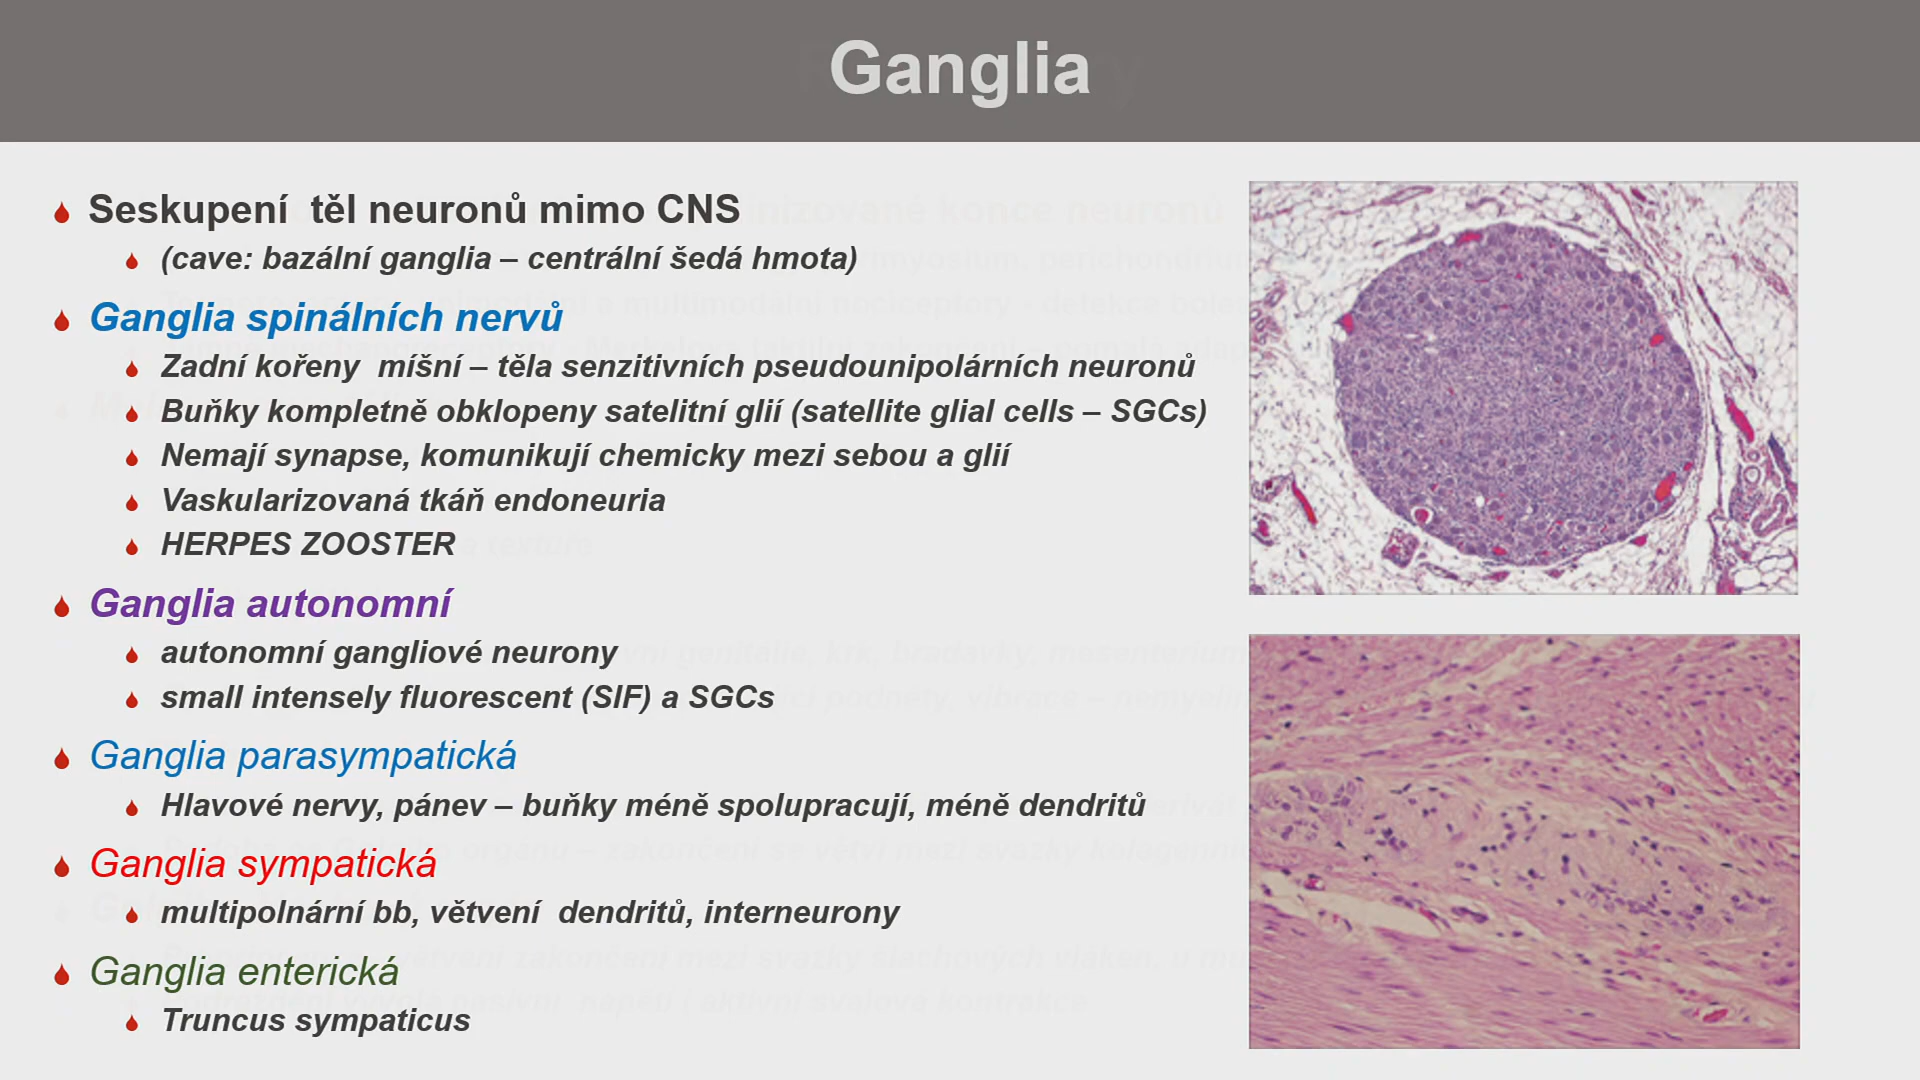 Ganglia
Seskupení těl neuronů mimo CNS
(cave: bazální ganglia – centrální šedá hmota)
Ganglia spinálních nervů
Zadní kořeny míšní – těla senzitivních pseudounipolárních neuronů
Buňky kompletně obklopeny satelitní glií (satellite glial cells – SGCs)
Nemají synapse, komunikují chemicky mezi sebou a glií
Vaskularizovaná tkáň endoneuria
HERPES ZOOSTER
Ganglia autonomní
autonomní gangliové neurony
small intensely fluorescent (SIF) a SGCs
Ganglia parasympatická
Hlavové nervy, pánev – buňky méně spolupracují, méně dendritů
Ganglia sympatická
multipolnární bb, větvení dendritů, interneurony
Ganglia enterická
Truncus sympaticus